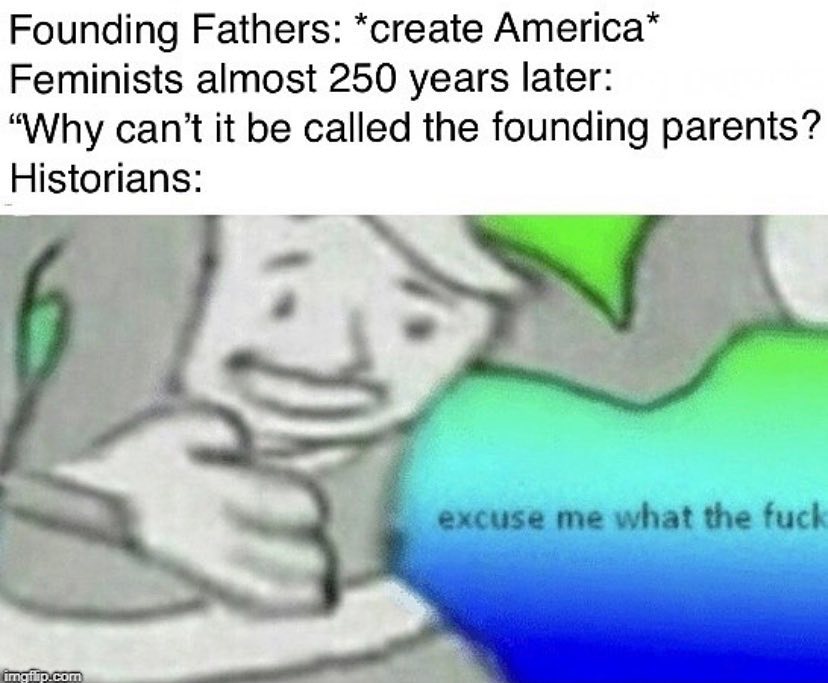 Founding Fathers: *create America*
Feminists almost 250 years later:
“Why can’t it be called the founding parents?
Historians:
excuse me what the fuck
imgflip.com